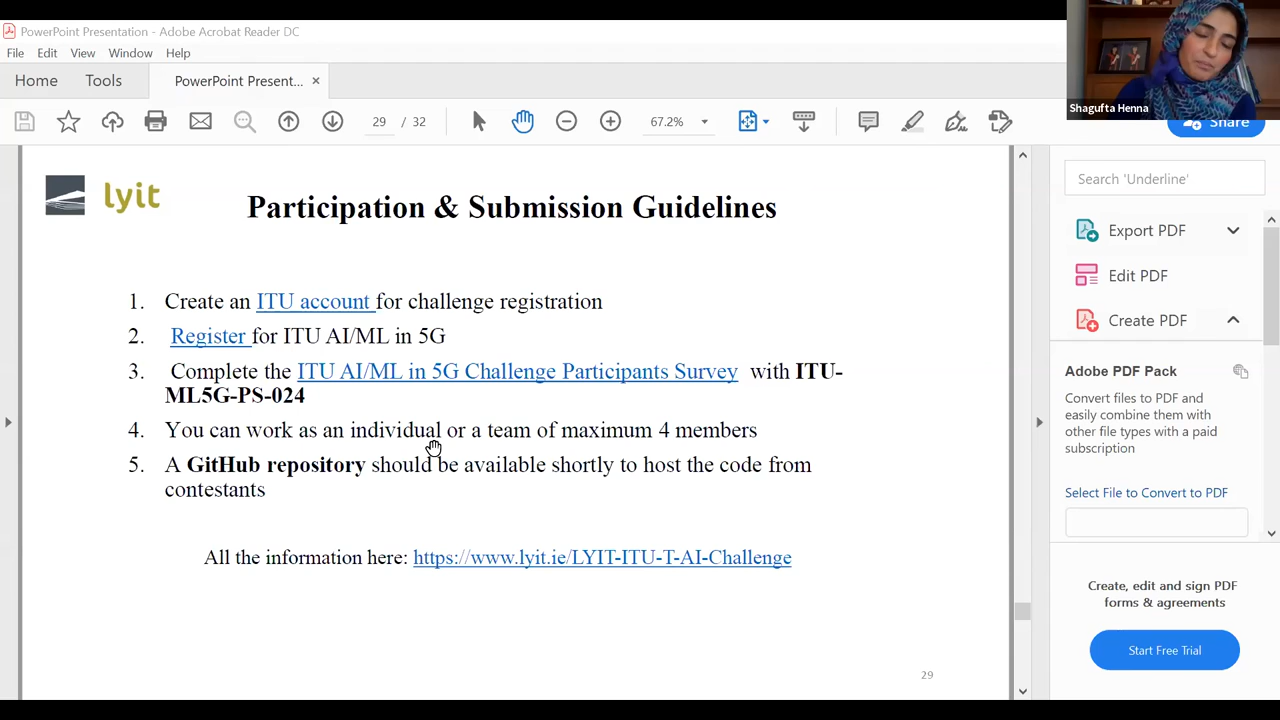 PowerPoint Presentation - Adobe Acrobat Reader DC
File Edit View Window Help
Home Tools PowerPoint Present... ×
29 / 32 67.2%
Shagufta Henna
Share
lyit
Participation & Submission Guidelines
1. Create an ITU account for challenge registration
2. Register for ITU AI/ML in 5G
3. Complete the ITU AI/ML in 5G Challenge Participants Survey with ITU-
ML5G-PS-024
4. You can work as an individual or a team of maximum 4 members
5. A GitHub repository should be available shortly to host the code from
contestants
All the information here: https://www.lyit.ie/LYIT-ITU-T-AI-Challenge
29
Search 'Underline'
Export PDF
Edit PDF
Create PDF
Adobe PDF Pack
Convert files to PDF and
easily combine them with
other file types with a paid
subscription
Select File to Convert to PDF
Create, edit and sign PDF
forms & agreements
Start Free Trial